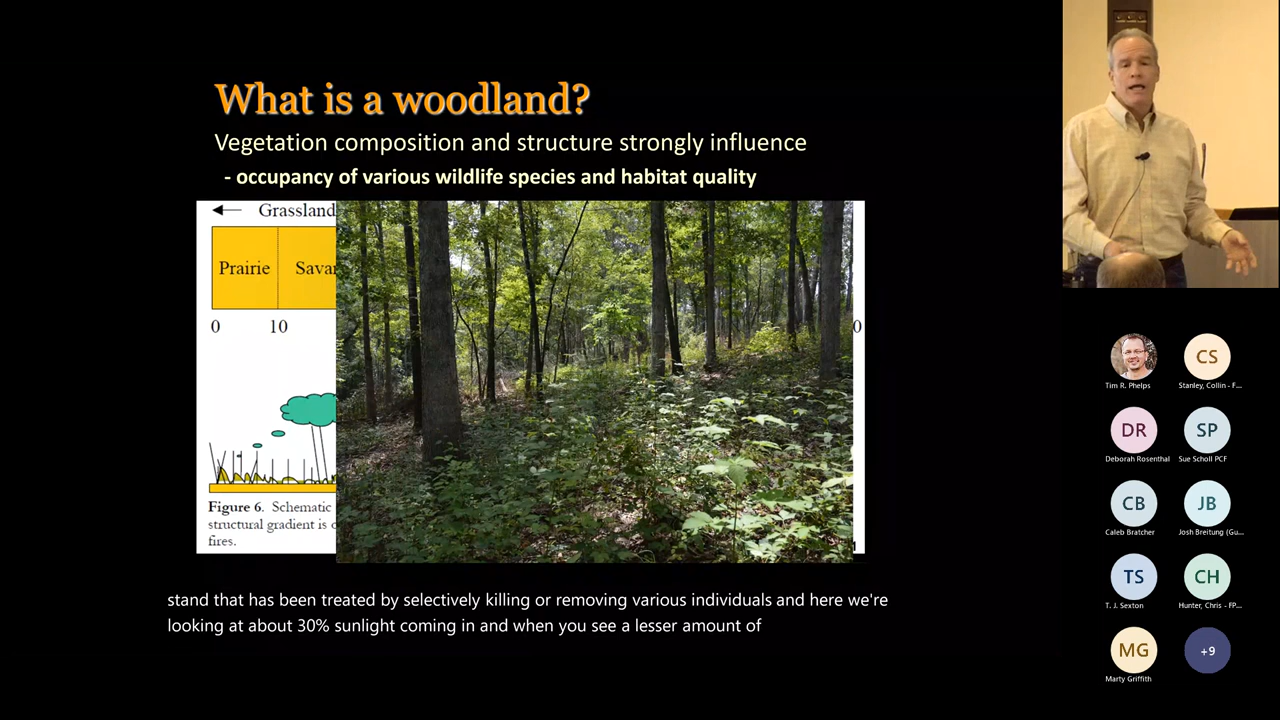 What is a woodland?
Vegetation composition and structure strongly influence
- occupancy of various wildlife species and habitat quality
Grassland
Prairie
Savan
0
10
0
Figure 6. Schematic
structural gradient is
fires.
stand that has been treated by selectively killing or removing various individuals and here we're
looking at about 30% sunlight coming in and when you see a lesser amount of
Tim R. Phelps
CS
Stanley, Collin - F...
DR
Deborah Rosenthal
SP
Sue Scholl PCF
CB
Caleb Bratcher
JB
Josh Breitung (Gu...
TS
T. J. Sexton
CH
Hunter, Chris - FP...
MG
Marty Griffith
+9